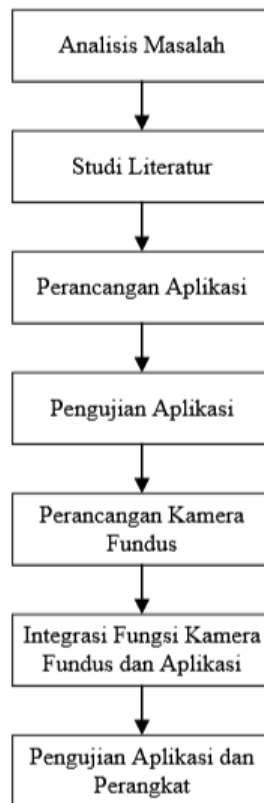 Analisis Masalah
Studi Literatur
Perancangan Aplikasi
Pengujian Aplikasi
Perancangan Kamera
Fundus
Integrasi Fungsi Kamera
Fundus dan Aplikasi
Pengujian Aplikasi dan
Perangkat